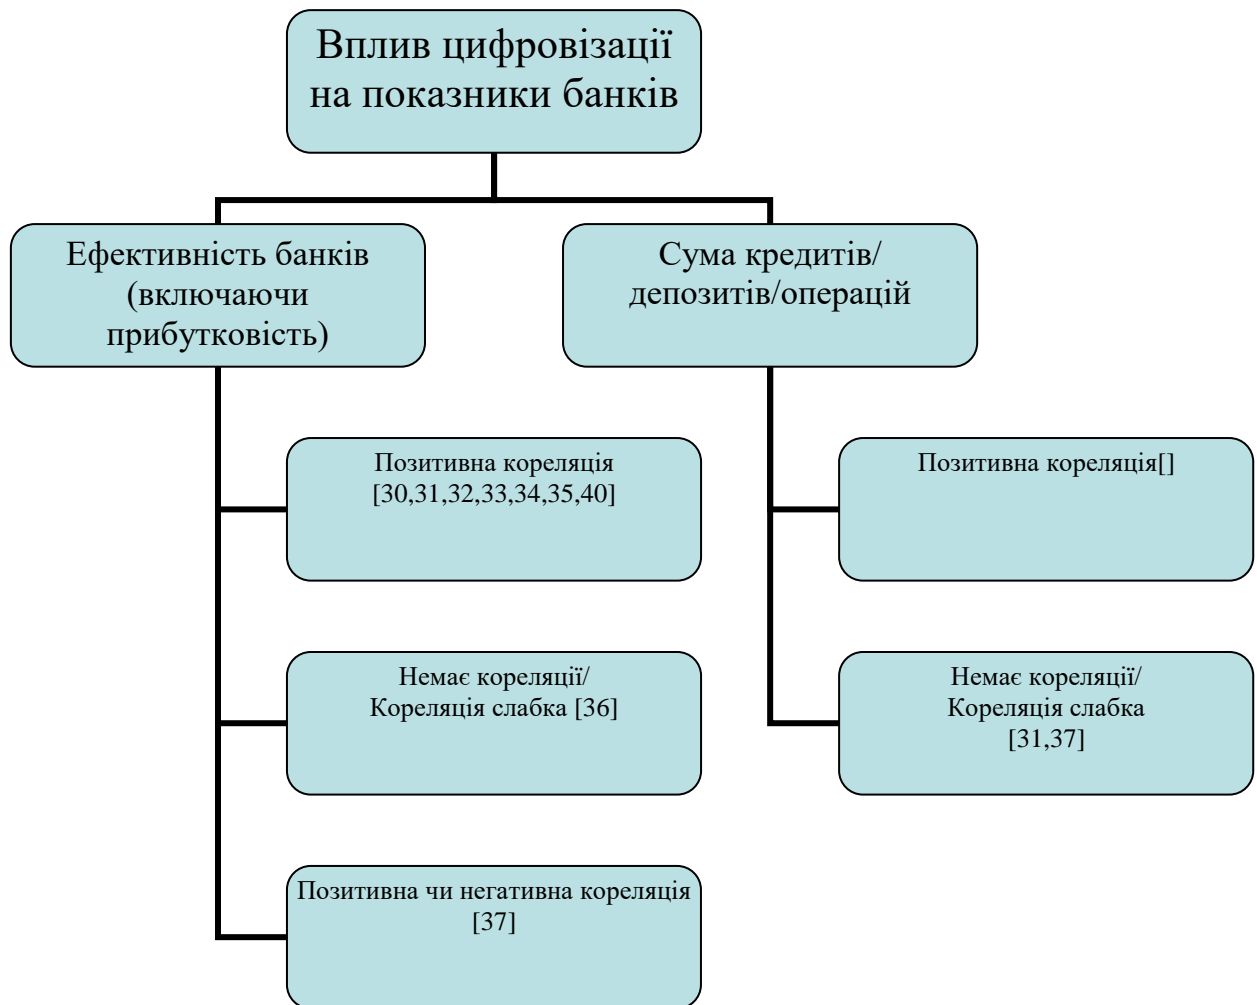 Вплив цифровізації
на показники банків
Ефективність банків
(включаючи
прибутковість)
Сума кредитів/
депозитів/операцій
Позитивна кореляція
[30,31,32,33,34,35,40]
Позитивна кореляція[]
Немає кореляції/
Кореляція слабка [36]
Немає кореляції/
Кореляція слабка
[31,37]
Позитивна чи негативна кореляція
[37]